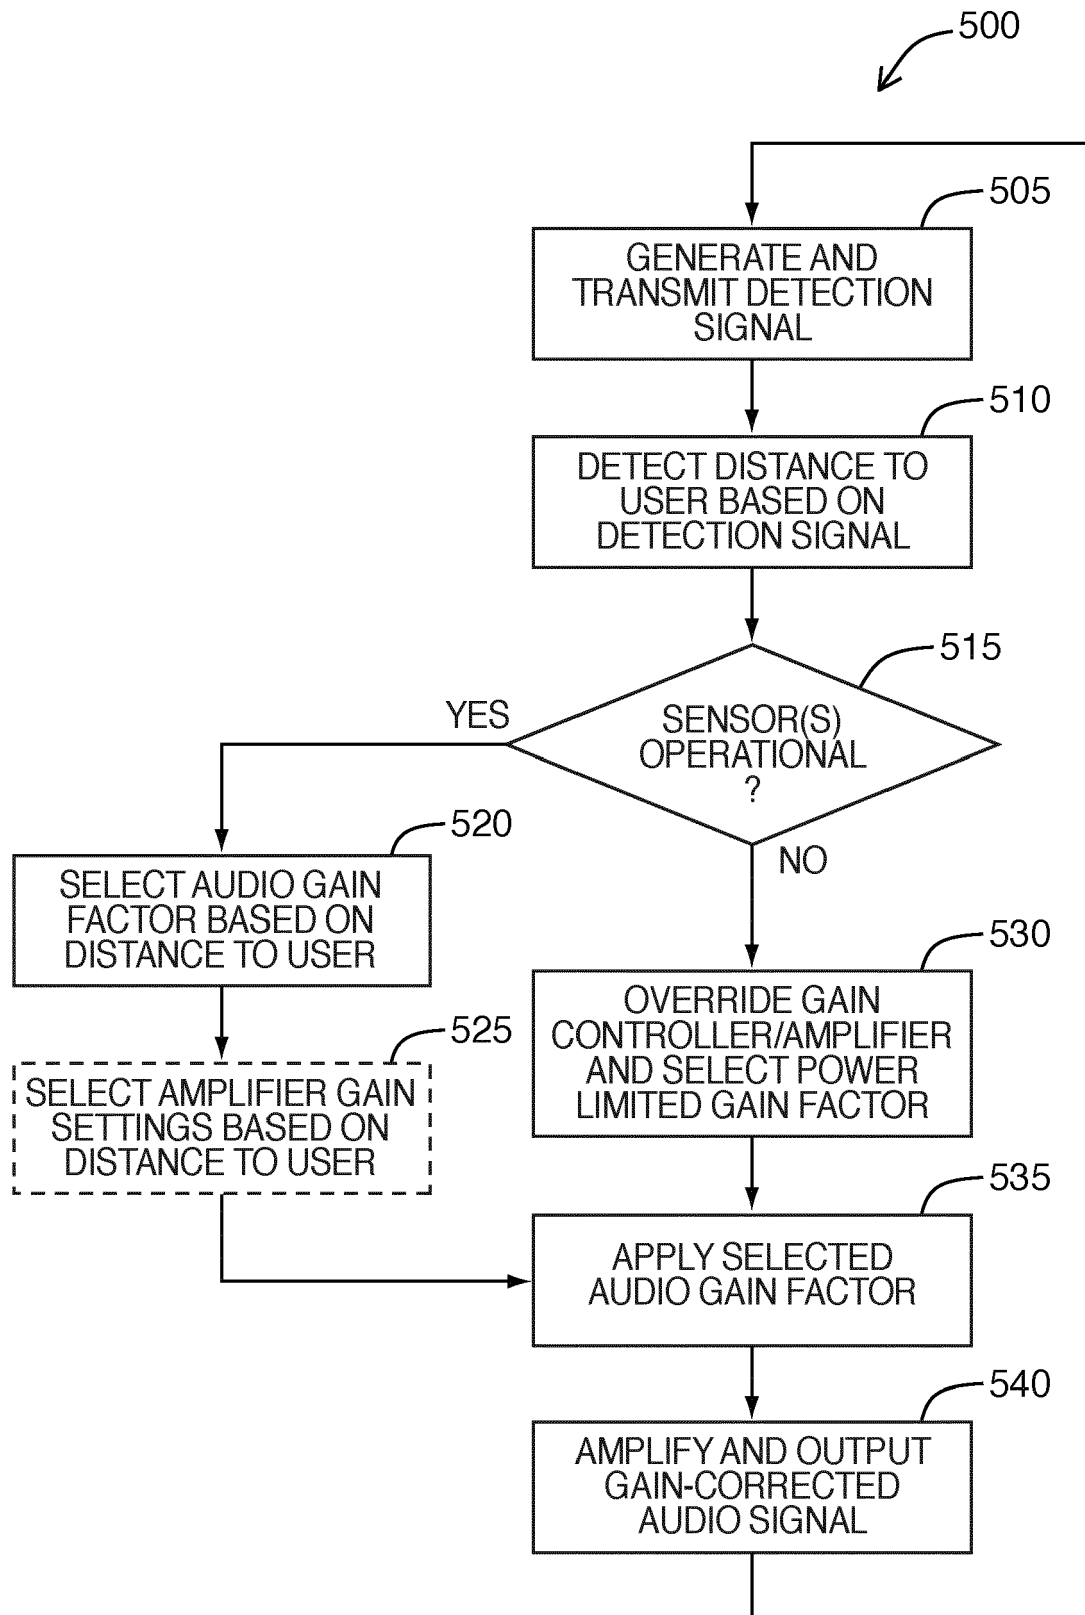 500
505
GENERATE AND
TRANSMIT DETECTION
SIGNAL
510
DETECT DISTANCE TO
USER BASED ON
DETECTION SIGNAL
515
SENSOR(S)
OPERATIONAL
?
YES
NO
520
SELECT AUDIO GAIN
FACTOR BASED ON
DISTANCE TO USER
525
SELECT AMPLIFIER GAIN
SETTINGS BASED ON
DISTANCE TO USER
530
OVERRIDE GAIN
CONTROLLER/AMPLIFIER
AND SELECT POWER
LIMITED GAIN FACTOR
535
APPLY SELECTED
AUDIO GAIN FACTOR
540
AMPLIFY AND OUTPUT
GAIN-CORRECTED
AUDIO SIGNAL